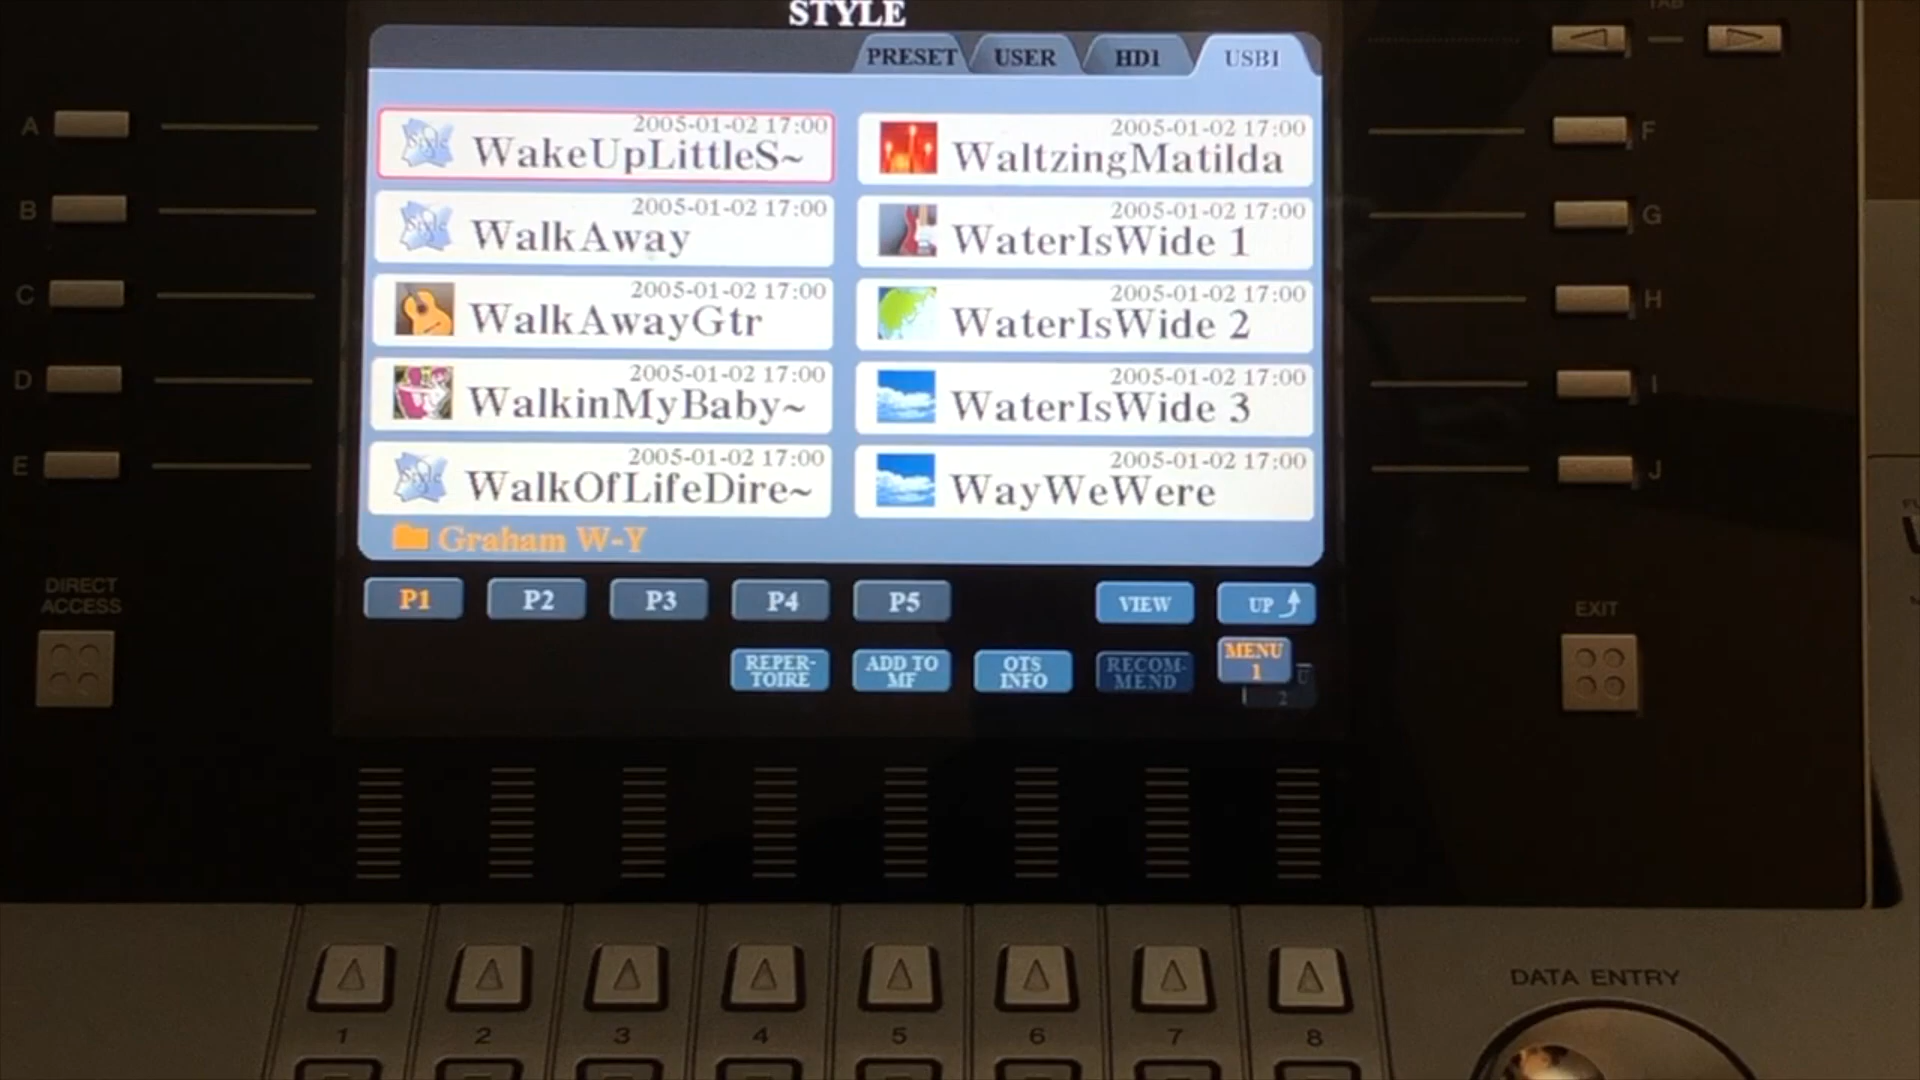 TAB
STYLE
PRESET
USER
HD1
USB1
A
2005-01-02 17:00
WakeUpLittleS~
2005-01-02 17:00
WaltzingMatilda
F
B
2005-01-02 17:00
WalkAway
2005-01-02 17:00
WaterIsWide 1
G
C
2005-01-02 17:00
WalkAwayGtr
2005-01-02 17:00
WaterIsWide 2
H
D
2005-01-02 17:00
WalkinMyBaby~
2005-01-02 17:00
WaterIsWide 3
I
E
2005-01-02 17:00
Style
WalkOfLifeDire~
2005-01-02 17:00
WayWeWere
J
Graham W-Y
DIRECT
ACCESS
P1
P2
P3
P4
P5
VIEW
UP
EXIT
REPER-
TOIRE
ADD TO
MF
OTS
INFO
RECOM-
MEND
MENU
1
2
DATA ENTRY
1
2
3
4
5
6
7
8